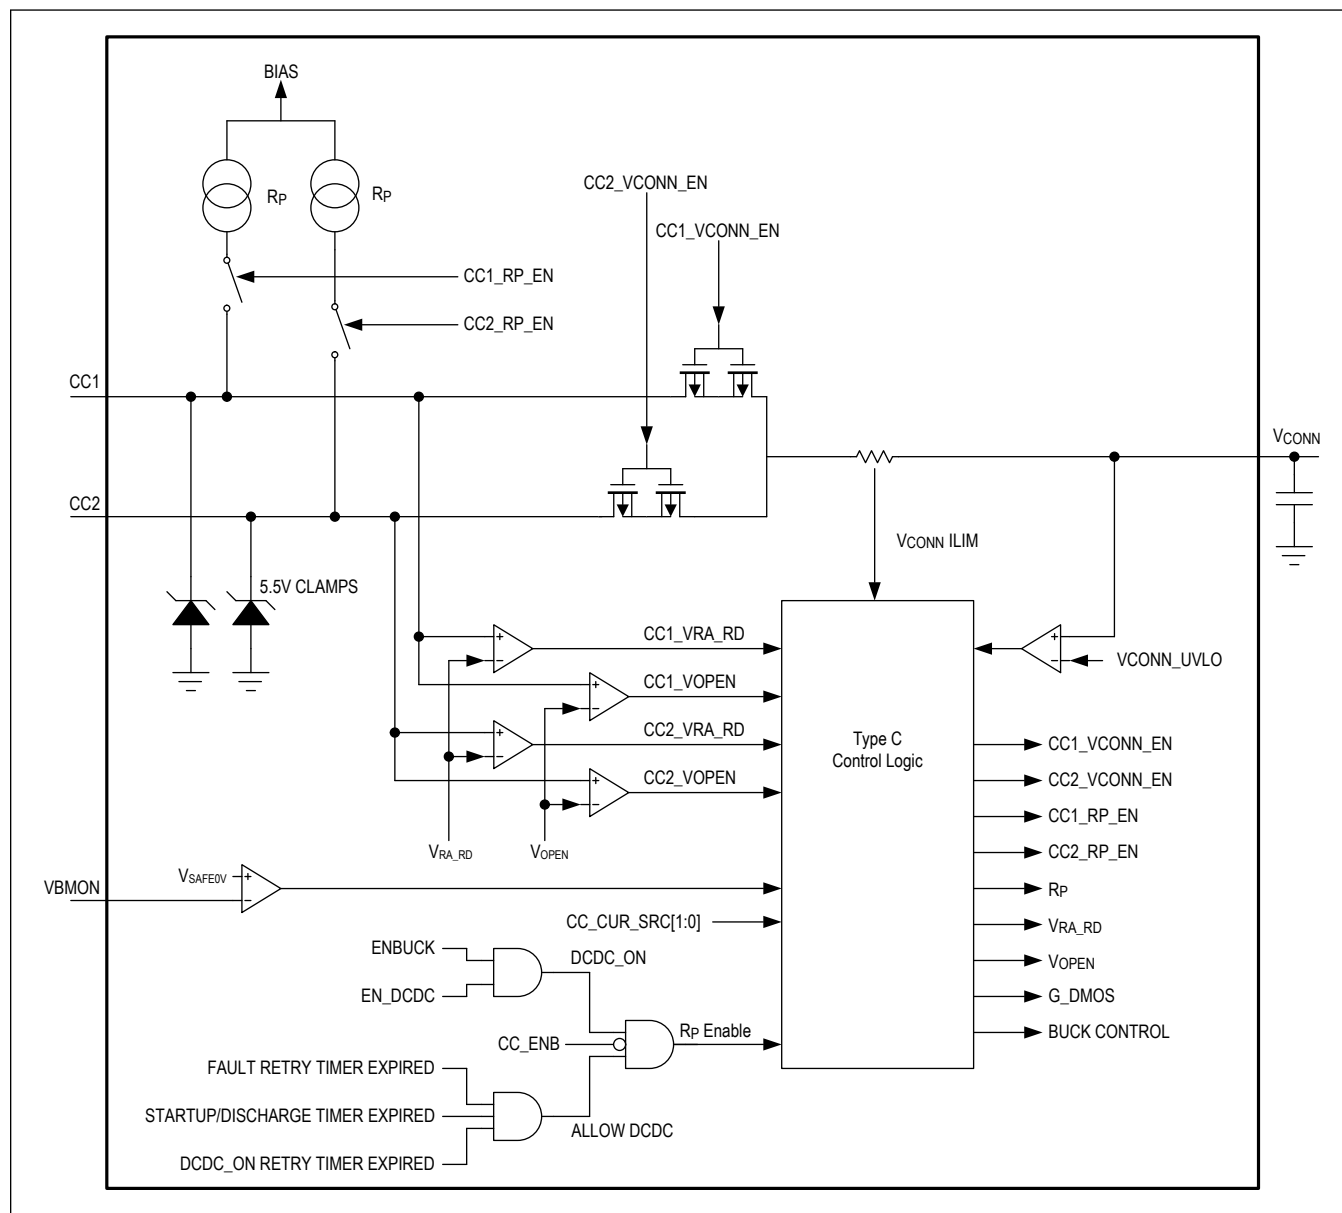 BIAS
RP
RP
CC2_VCONN_EN
CC1_VCONN_EN
CC1_RP_EN
CC2_RP_EN
CC1
VCONN
CC2
VCONN ILIM
5.5V CLAMPS
+
−
CC1_VRA_RD
+
−
VCONN_UVLO
+
−
CC1_VOPEN
+
−
CC2_VRA_RD
Type C
Control Logic
CC1_VCONN_EN
+
−
CC2_VOPEN
CC2_VCONN_EN
CC1_RP_EN
VRA_RD
VOPEN
CC2_RP_EN
VSAFE0V
+
−
VBMON
RP
CC_CUR_SRC[1:0]
VRA_RD
ENBUCK
DCDC_ON
VOPEN
EN_DCDC
G_DMOS
CC_ENB
RP Enable
BUCK CONTROL
FAULT RETRY TIMER EXPIRED
STARTUP/DISCHARGE TIMER EXPIRED
ALLOW DCDC
DCDC_ON RETRY TIMER EXPIRED